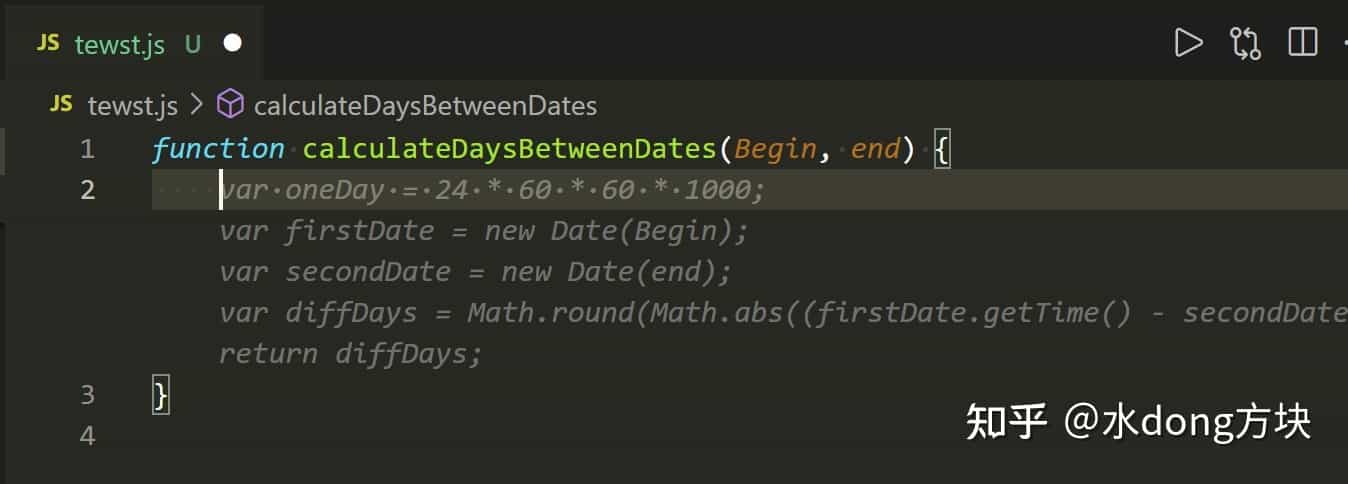 JS tewst.js U
JS tewst.js > calculateDaysBetweenDates
1 function calculateDaysBetweenDates(Begin, end) {
2 var oneDay = 24 * 60 * 60 * 1000;
var firstDate = new Date(Begin);
var secondDate = new Date(end);
var diffDays = Math.round(Math.abs((firstDate.getTime() - secondDate
return diffDays;
3 }
4
知乎 @水dong方块